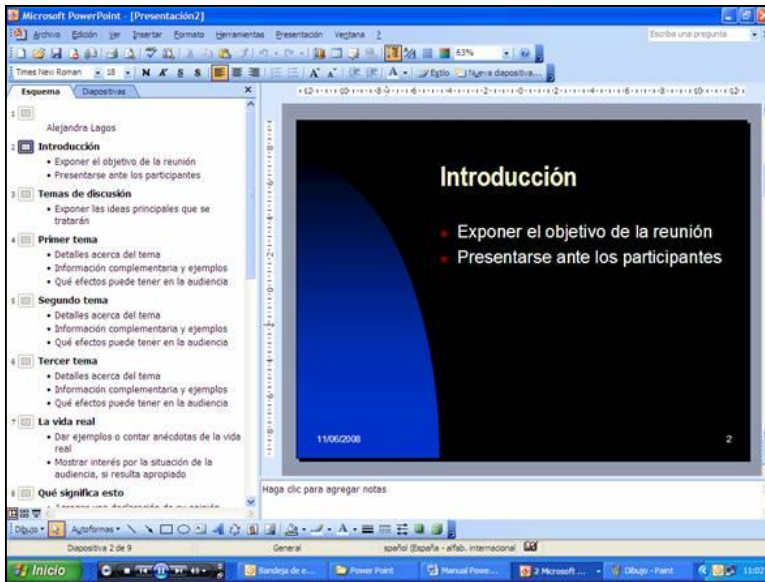 Microsoft PowerPoint - [Presentación2]
Archivo Edición Ver Insertar Formato Herramientas Presentación Ventana ?
Escriba una pregunta
63%
Times New Roman 18 N K S S
Estilo Nueva diapositiva...
Esquema Diapositivas
1
Alejandra Lagos
2 Introducción
• Exponer el objetivo de la reunión
• Presentarse ante los participantes
3 Temas de discusión
• Exponer las ideas principales que se
tratarán
4 Primer tema
• Detalles acerca del tema
• Información complementaria y ejemplos
• Qué efectos puede tener en la audiencia
5 Segundo tema
• Detalles acerca del tema
• Información complementaria y ejemplos
• Qué efectos puede tener en la audiencia
6 Tercer tema
• Detalles acerca del tema
• Información complementaria y ejemplos
• Qué efectos puede tener en la audiencia
7 La vida real
• Dar ejemplos o contar anécdotas de la vida
real
• Mostrar interés por la situación de la
audiencia, si resulta apropiado
8 Qué significa esto
Introducción
Exponer el objetivo de la reunión
Presentarse ante los participantes
11/06/2008
2
Haga clic para agregar notas
Dibujo Autoformas
Diapositiva 2 de 9
General
español (España - alfab. internacional
Inicio
Bandeja de e...
Power Point
Manual Powe...
2 Microsoft ...
Dibujo - Paint
11:02